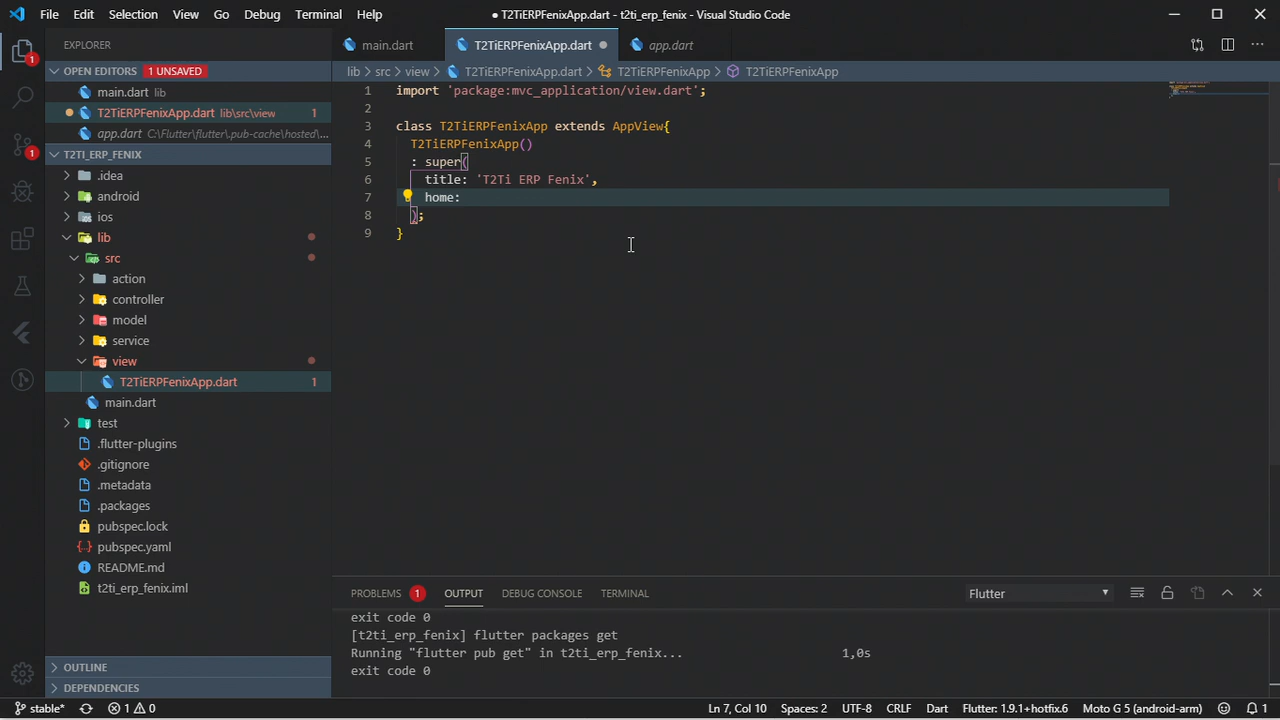 File Edit Selection View Go Debug Terminal Help
● T2TiERPFenixApp.dart - t2ti_erp_fenix - Visual Studio Code
EXPLORER
main.dart T2TiERPFenixApp.dart app.dart
OPEN EDITORS 1 UNSAVED
lib > src > view > T2TiERPFenixApp.dart > T2TiERPFenixApp > T2TiERPFenixApp
main.dart lib
T2TiERPFenixApp.dart lib\src\view 1
app.dart C:\Flutter\flutter\.pub-cache\hosted\...
T2TI_ERP_FENIX
.idea
android
ios
lib
src
action
controller
model
service
view
T2TiERPFenixApp.dart 1
main.dart
test
.flutter-plugins
.gitignore
.metadata
.packages
pubspec.lock
pubspec.yaml
README.md
t2ti_erp_fenix.iml
OUTLINE
DEPENDENCIES
1 import 'package:mvc_application/view.dart';
2
3 class T2TiERPFenixApp extends AppView{
4 T2TiERPFenixApp()
5 : super(
6 title: 'T2Ti ERP Fenix',
7 home:
8 );
9 }
PROBLEMS 1 OUTPUT DEBUG CONSOLE TERMINAL Flutter
exit code 0
[t2ti_erp_fenix] flutter packages get
Running "flutter pub get" in t2ti_erp_fenix... 1,0s
exit code 0
stable* 1 0 Ln 7, Col 10 Spaces: 2 UTF-8 CRLF Dart Flutter: 1.9.1+hotfix.6 Moto G 5 (android-arm) 1